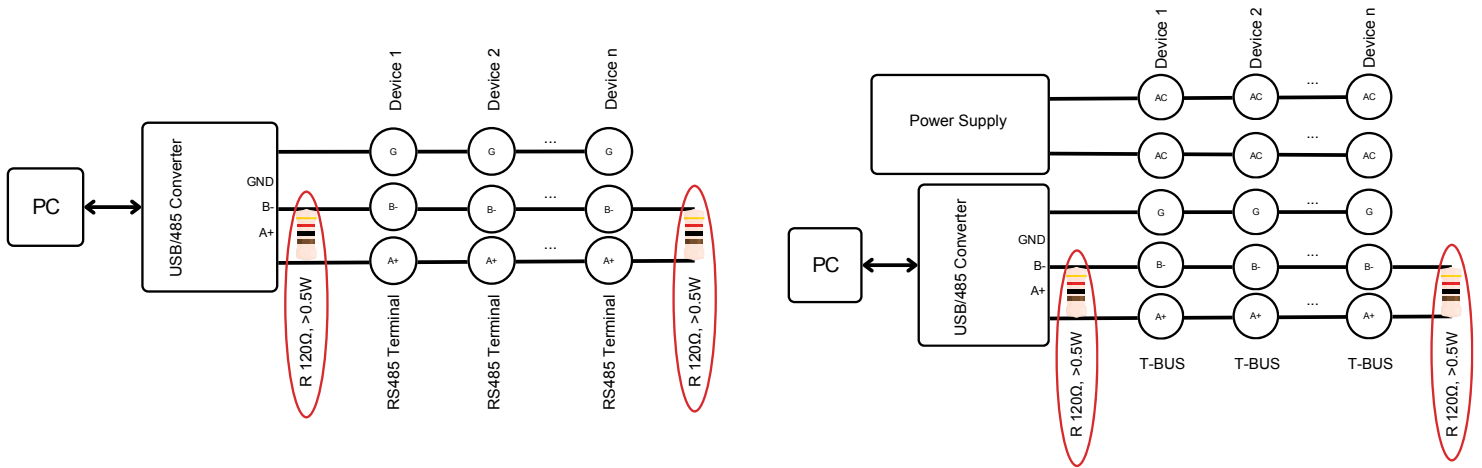 Device 1
Device 2
Device n
G
G
...
G
PC
USB/485 Converter
GND
B-
A+
B-
B-
...
B-
A+
A+
...
A+
R 120Ω, >0.5W
RS485 Terminal
RS485 Terminal
RS485 Terminal
R 120Ω, >0.5W
Device 1
Device 2
Device n
Power Supply
AC
AC
...
AC
AC
AC
...
AC
PC
USB/485 Converter
GND
B-
A+
G
G
...
G
B-
B-
...
B-
A+
A+
...
A+
R 120Ω, >0.5W
T-BUS
T-BUS
T-BUS
R 120Ω, >0.5W